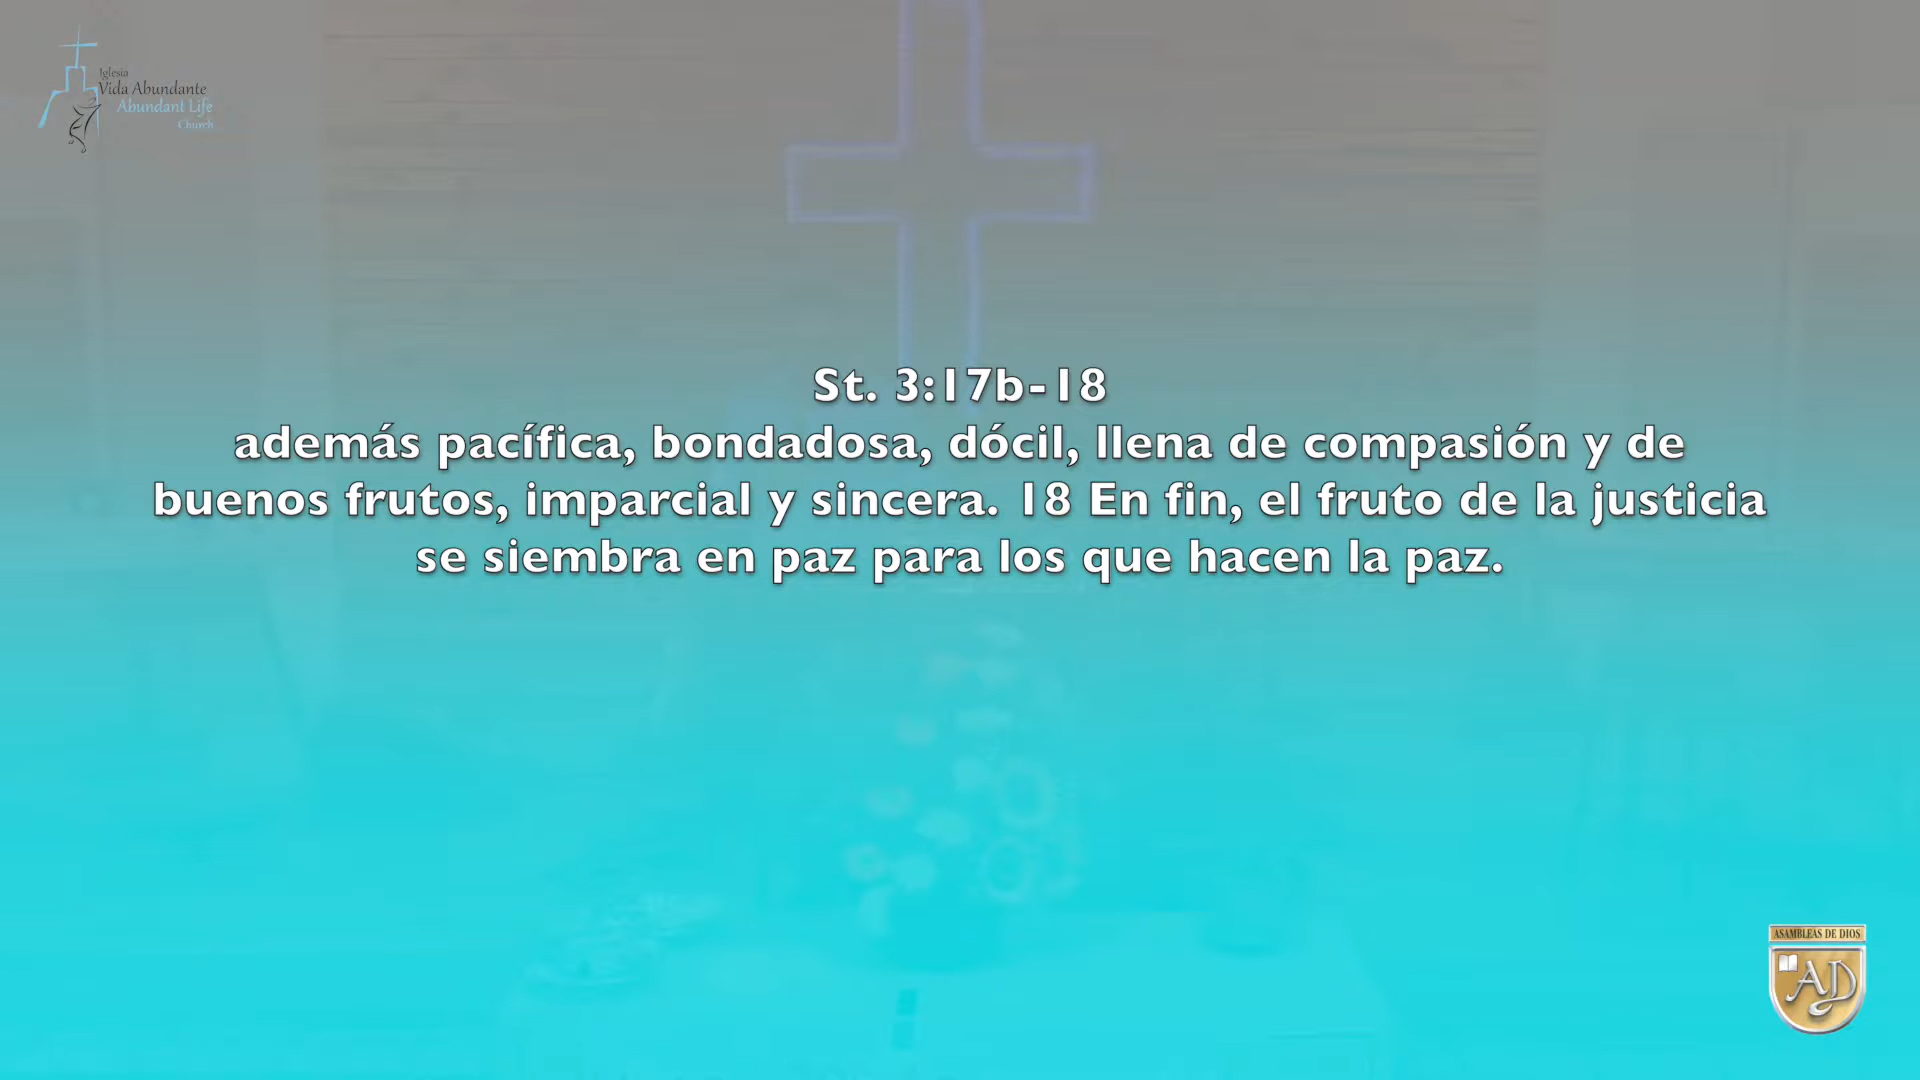 Iglesia
Vida Abundante
Abundant Life
Church
St. 3:17b-18
además pacífica, bondadosa, dócil, llena de compasión y de
buenos frutos, imparcial y sincera. 18 En fin, el fruto de la justicia
se siembra en paz para los que hacen la paz.
ASAMBLEAS DE DIOS
AD